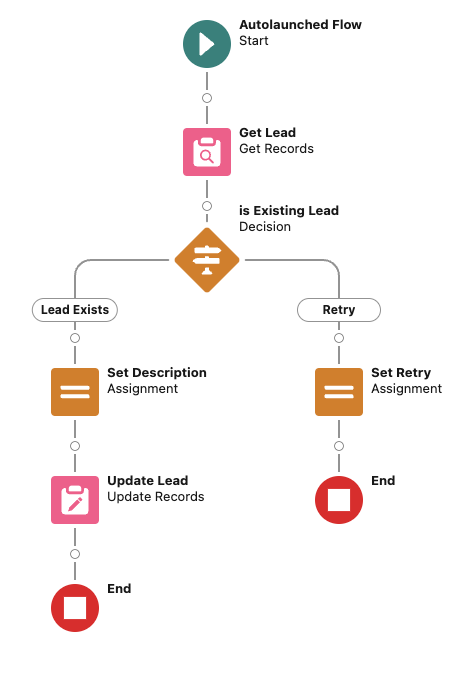 Autolaunched Flow
Start
Get Lead
Get Records
is Existing Lead
Decision
Lead Exists
Retry
Set Description
Assignment
Set Retry
Assignment
Update Lead
Update Records
End
End